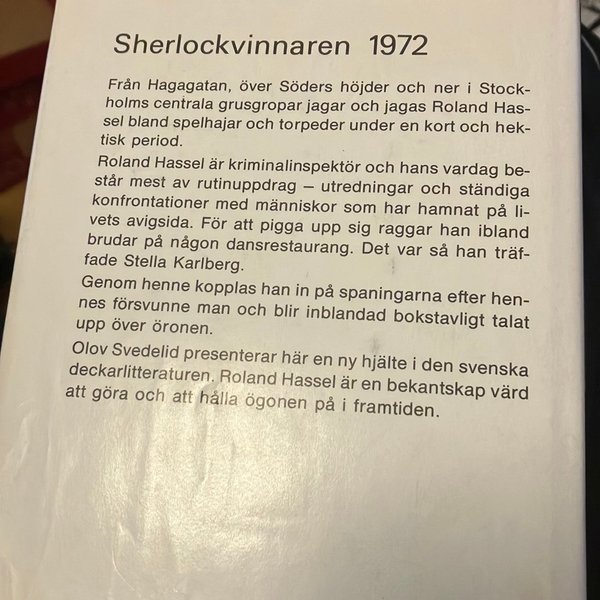 Sherlockvinnaren 1972
Från Hagagatan, över Söders höjder och ner i Stock-
holms centrala grusgropar jagar och jagas Roland Has-
sel bland spelhajar och torpeder under en kort och hek-
tisk period.
Roland Hassel är kriminalinspektör och hans vardag be-
står mest av rutinuppdrag – utredningar och ständiga
konfrontationer med människor som har hamnat på li-
vets avigsida. För att pigga upp sig raggar han ibland
brudar på någon dansrestaurang. Det var så han träf-
fade Stella Karlberg.
Genom henne kopplas han in på spaningarna efter hen-
nes försvunne man och blir inblandad bokstavligt talat
upp över öronen.
Olov Svedelid presenterar här en ny hjälte i den svenska
deckarlitteraturen. Roland Hassel är en bekantskap värd
att göra och att hålla ögonen på i framtiden.